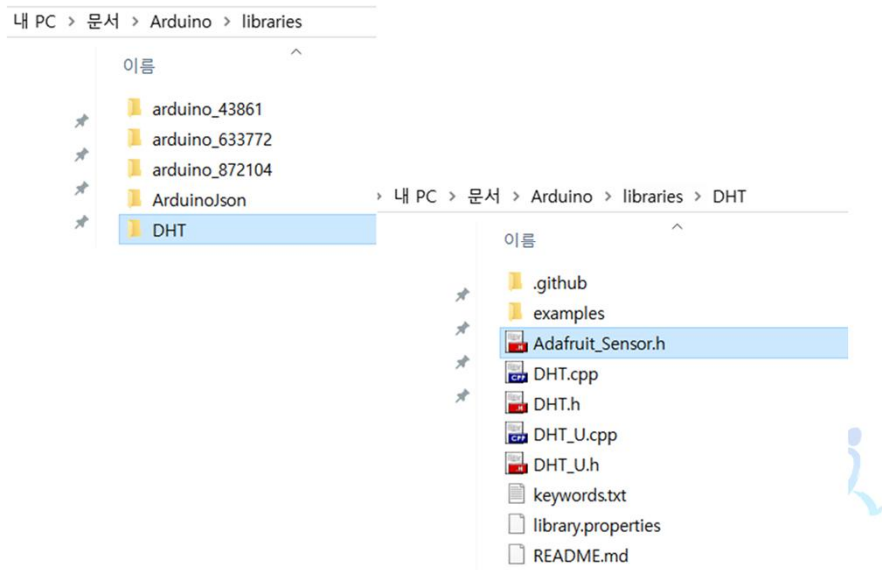 내 PC > 문서 > Arduino > libraries
이름
arduino_43861
arduino_633772
arduino_872104
ArduinoJson
DHT
내 PC > 문서 > Arduino > libraries > DHT
이름
.github
examples
Adafruit_Sensor.h
DHT.cpp
DHT.h
DHT_U.cpp
DHT_U.h
keywords.txt
library.properties
README.md